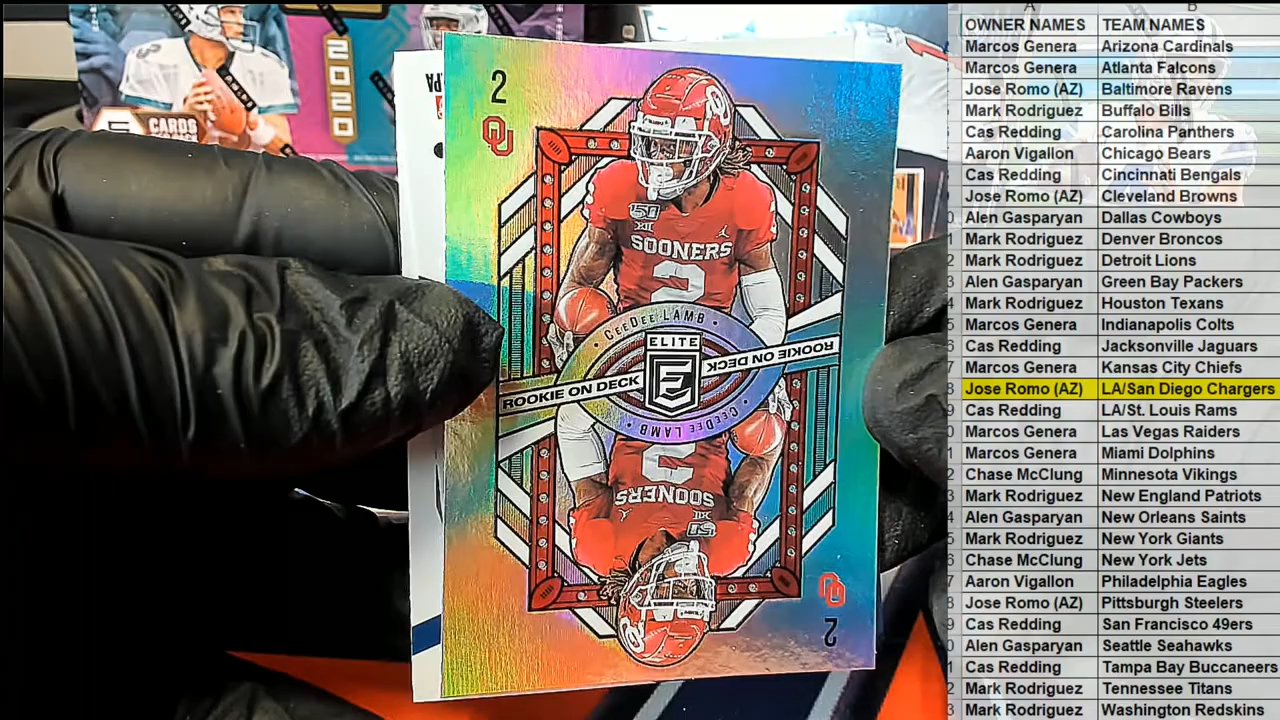 2020
PANINI
CARDS
2
OU
150
XII
SOONERS
2
CEEDEE LAMB
ELITE
E
ROOKIE ON DECK
ROOKIE ON DECK
CEEDEE LAMB
2
SOONERS
XII
150
OU
2
A B
OWNER NAMES TEAM NAMES
Marcos Genera Arizona Cardinals
Marcos Genera Atlanta Falcons
Jose Romo (AZ) Baltimore Ravens
Mark Rodriguez Buffalo Bills
Cas Redding Carolina Panthers
Aaron Vigallon Chicago Bears
Cas Redding Cincinnati Bengals
Jose Romo (AZ) Cleveland Browns
Alen Gasparyan Dallas Cowboys
Mark Rodriguez Denver Broncos
Mark Rodriguez Detroit Lions
Alen Gasparyan Green Bay Packers
Mark Rodriguez Houston Texans
Marcos Genera Indianapolis Colts
Cas Redding Jacksonville Jaguars
Marcos Genera Kansas City Chiefs
Jose Romo (AZ) LA/San Diego Chargers
Cas Redding LA/St. Louis Rams
Marcos Genera Las Vegas Raiders
Marcos Genera Miami Dolphins
Chase McClung Minnesota Vikings
Mark Rodriguez New England Patriots
Alen Gasparyan New Orleans Saints
Mark Rodriguez New York Giants
Chase McClung New York Jets
Aaron Vigallon Philadelphia Eagles
Jose Romo (AZ) Pittsburgh Steelers
Cas Redding San Francisco 49ers
Alen Gasparyan Seattle Seahawks
Cas Redding Tampa Bay Buccaneers
Mark Rodriguez Tennessee Titans
Mark Rodriguez Washington Redskins